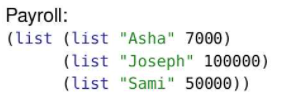 Payroll:
(list (list "Asha" 7000)
(list "Joseph" 100000)
(list "Sami" 50000))